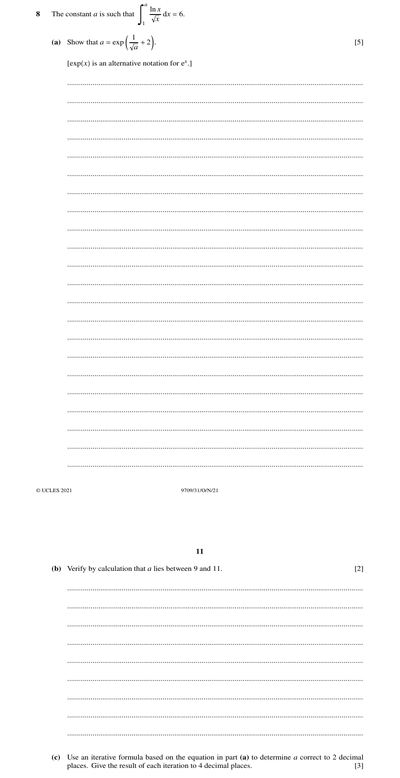 8 The constant a is such that ∫₁ᵃ ln x / √x dx = 6.
(a) Show that a = exp(1/√a + 2). [5]
[exp(x) is an alternative notation for eˣ.]
© UCLES 2021 9709/31/O/N/21
11
(b) Verify by calculation that a lies between 9 and 11. [2]
(c) Use an iterative formula based on the equation in part (a) to determine a correct to 2 decimal
places. Give the result of each iteration to 4 decimal places. [3]